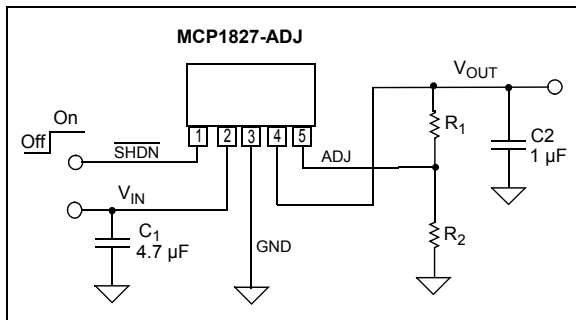 MCP1827-ADJ
VOUT
On
Off
1 2 3 4 5
R1
C2
1 µF
SHDN
ADJ
VIN
C1
4.7 µF
GND
R2